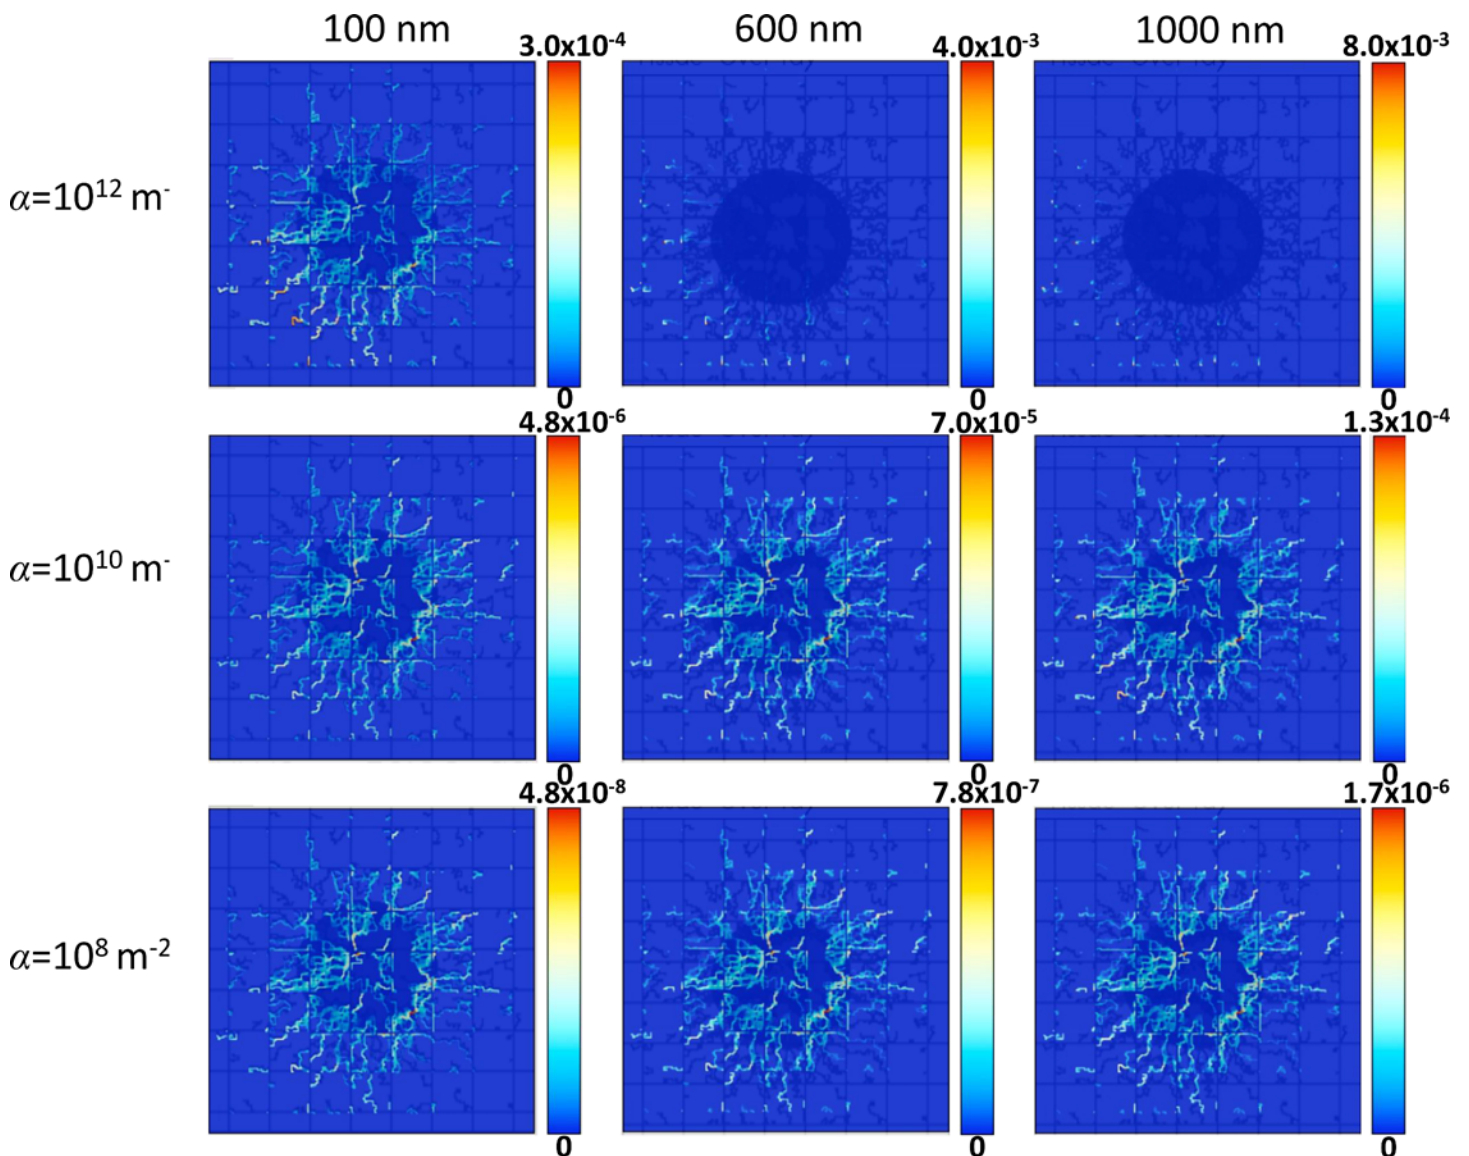 100 nm 600 nm 1000 nm
3.0x10⁻⁴ 4.0x10⁻³ 8.0x10⁻³
α=10¹² m⁻
0 0 0
4.8x10⁻⁶ 7.0x10⁻⁵ 1.3x10⁻⁴
α=10¹⁰ m⁻
0 0 0
4.8x10⁻⁸ 7.8x10⁻⁷ 1.7x10⁻⁶
α=10⁸ m⁻²
0 0 0